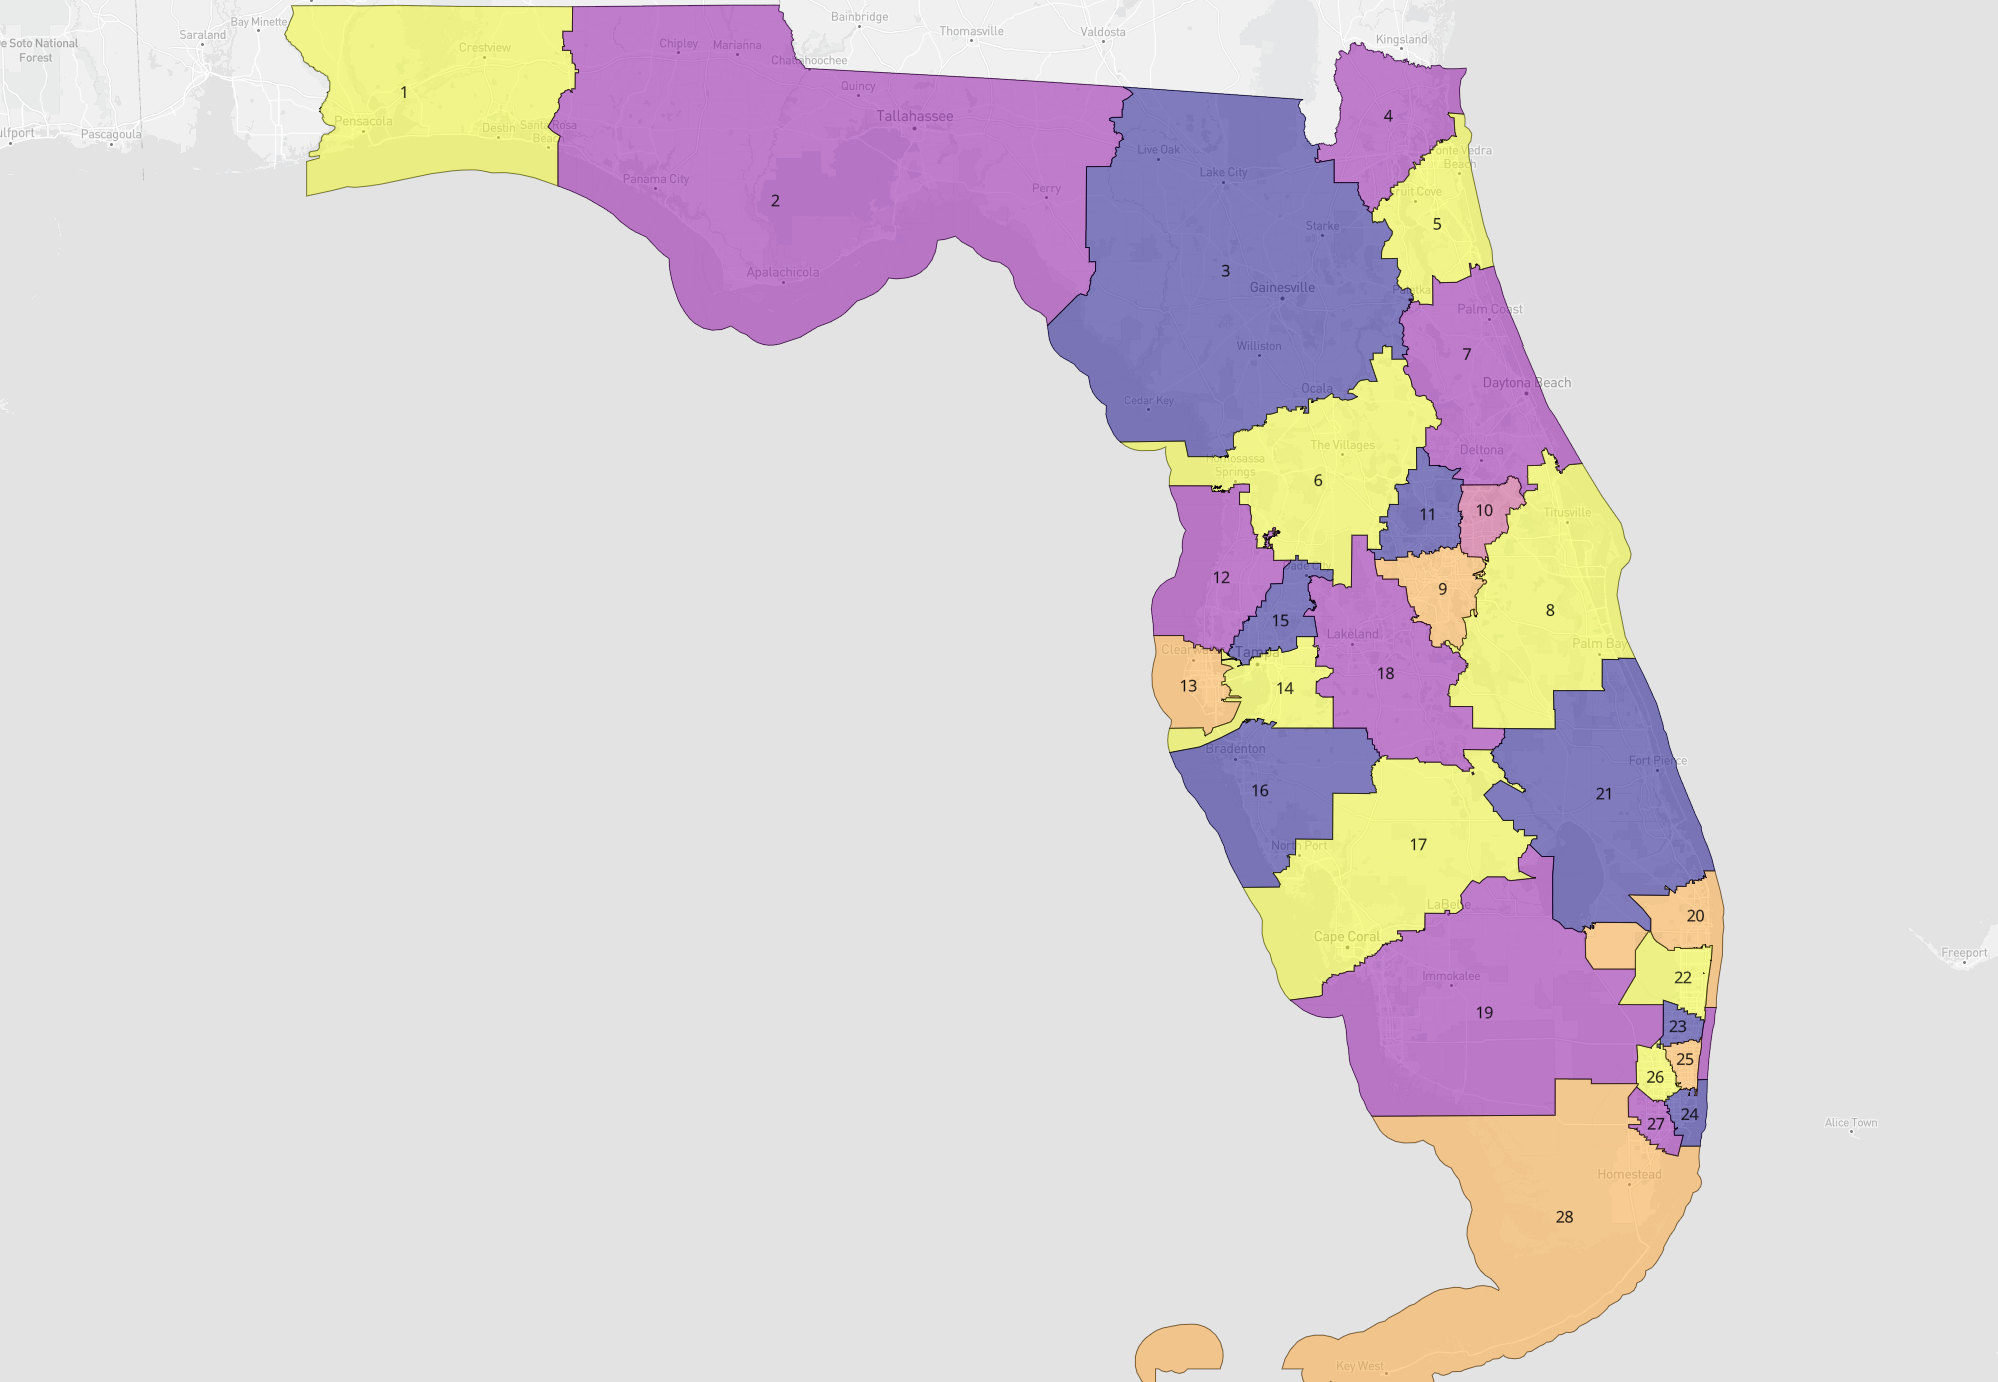 Bay Minette
Saraland
e Soto National
Forest
ulfport
Pascagoula
Crestview
1
Pensacola
Destin
Santa Rosa
Beach
Chipley
Marianna
Bainbridge
Chattahoochee
Quincy
Tallahassee
Thomasville
Valdosta
Panama City
2
Perry
Apalachicola
Kingsland
4
Live Oak
Lake City
Starke
3
Gainesville
Williston
Ocala
Cedar Key
Ponte Vedra
Beach
Fruit Cove
5
Palatka
Palm Coast
7
Daytona Beach
Deltona
The Villages
Homosassa
Springs
6
11
10
Titusville
12
Dade City
9
8
15
Lakeland
Palm Bay
Clearwater
Tampa
13
14
18
Bradenton
16
Fort Pierce
21
North Port
17
LaBelle
20
Cape Coral
Immokalee
22
Freeport
19
23
25
26
24
27
Alice Town
Homestead
28
Key West